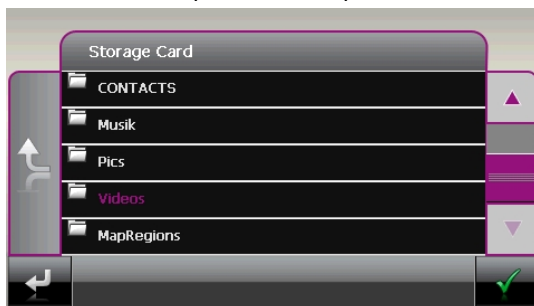 Storage Card
CONTACTS
Musik
Pics
Videos
MapRegions